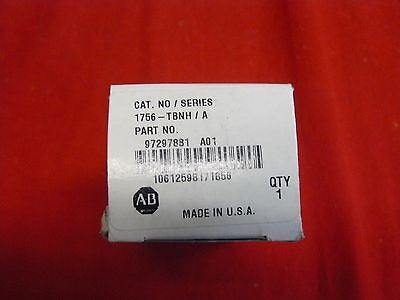 CAT. NO / SERIES
1756-TBNH / A
PART NO.
97297881 A01
QTY
1
AB
MADE IN U.S.A.